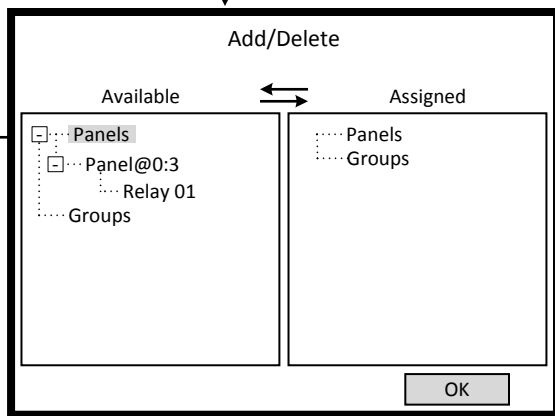 Add/Delete
Available
Assigned
Panels
Panel@0:3
Relay 01
Groups
Panels
Groups
OK